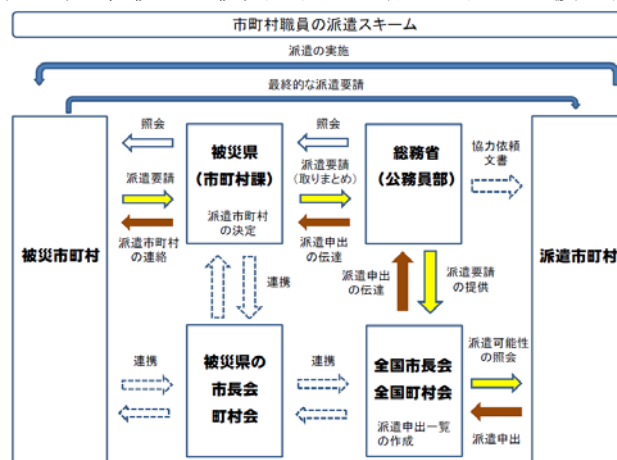 市町村職員の派遣スキーム
派遣の実施
最終的な派遣要請
被災市町村
照会
派遣要請
派遣市町村
の連絡
被災県
(市町村課)
派遣市町村
の決定
照会
派遣要請
(取りまとめ)
派遣申出
の伝達
総務省
(公務員部)
協力依頼
文書
派遣市町村
連携
派遣申出
の伝達
派遣要請
の提供
連携
被災県の
市長会
町村会
連携
全国市長会
全国町村会
派遣申出一覧
の作成
派遣可能性
の照会
派遣申出